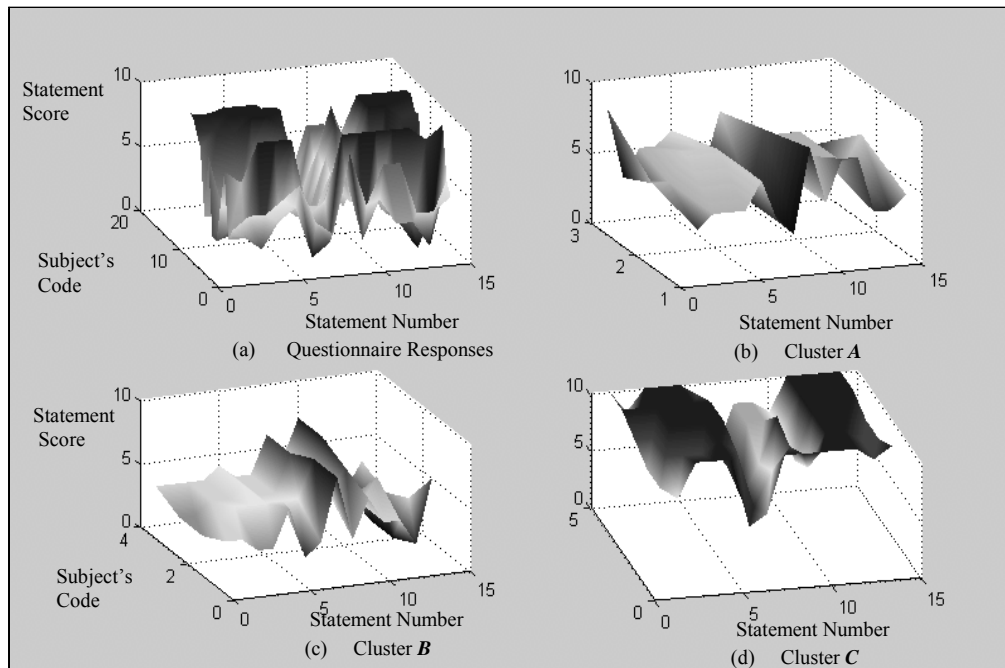 Statement
Score
10
5
0
20
10
0
Subject's
Code
0
5
10
15
Statement Number
(a) Questionnaire Responses
10
5
0
3
2
1
0
5
10
15
Statement Number
(b) Cluster A
Statement
Score
10
5
0
4
2
0
Subject's
Code
0
5
10
15
Statement Number
(c) Cluster B
10
5
0
5
0
0
5
10
15
Statement Number
(d) Cluster C